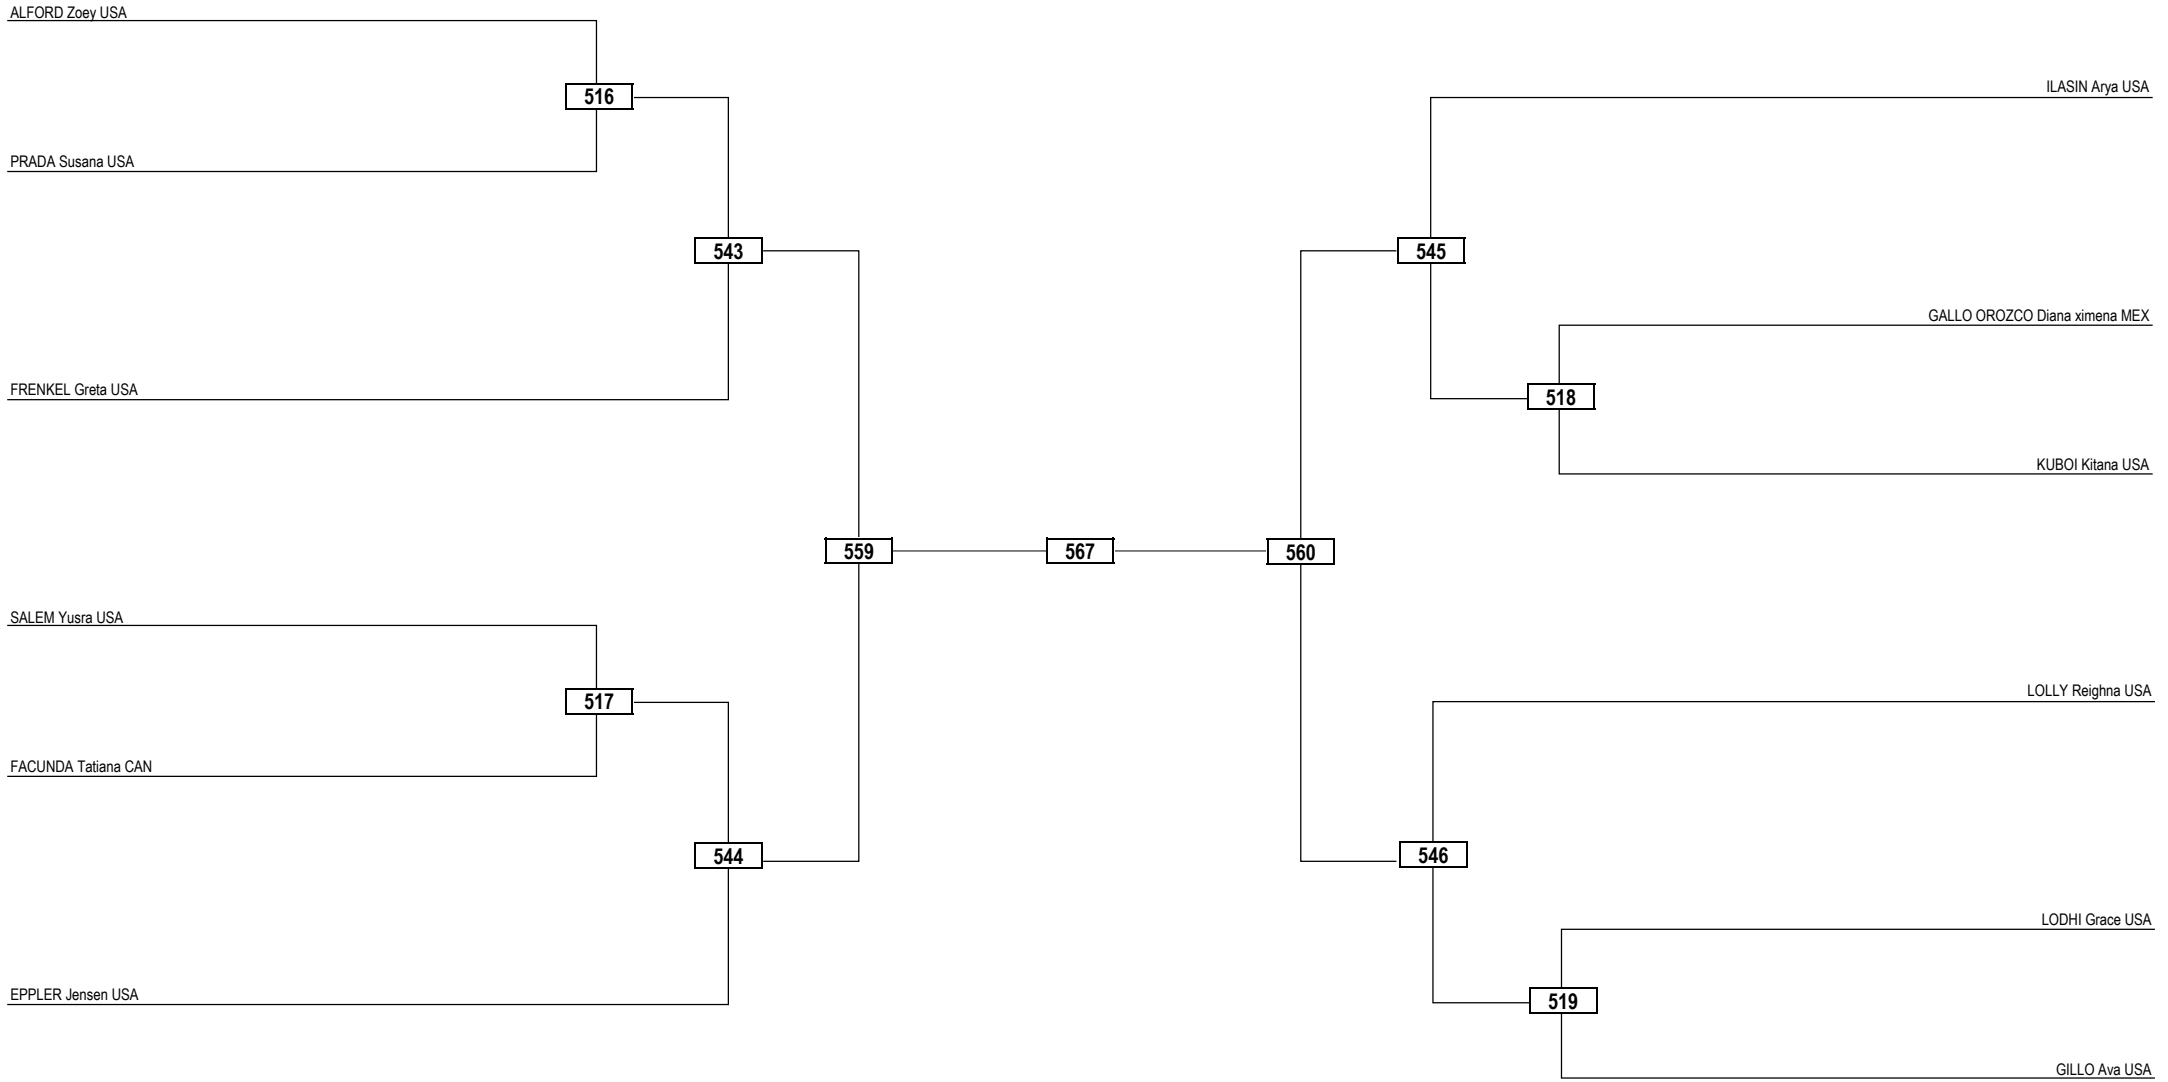 ALFORD Zoey USA
516
PRADA Susana USA
543
FRENKEL Greta USA
559
SALEM Yusra USA
517
FACUNDA Tatiana CAN
544
EPPLER Jensen USA
567
ILASIN Arya USA
545
GALLO OROZCO Diana ximena MEX
518
KUBOI Kitana USA
560
LOLLY Reighna USA
546
LODHI Grace USA
519
GILLO Ava USA